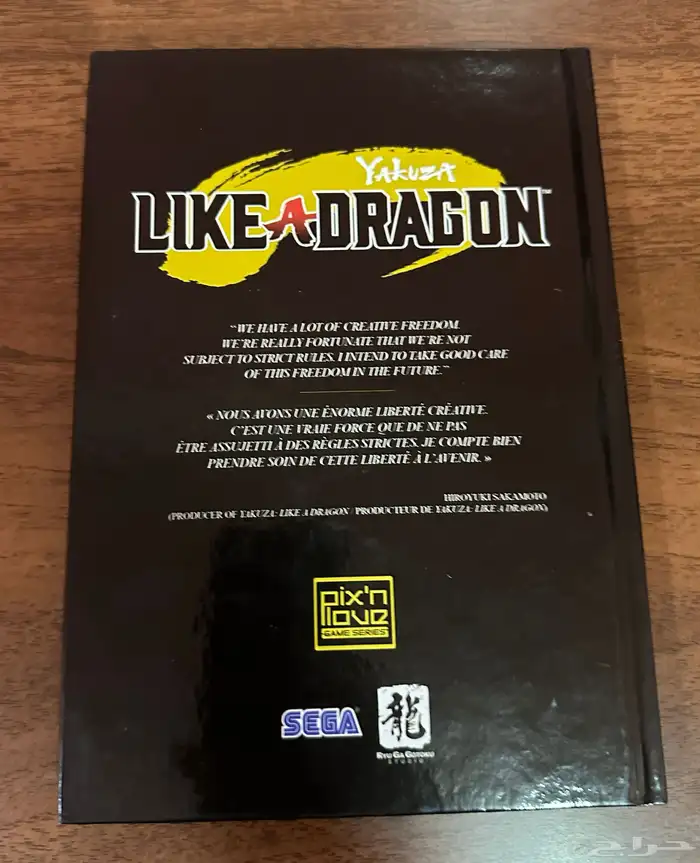 YAKUZA
LIKE A DRAGON™
“WE HAVE A LOT OF CREATIVE FREEDOM.
WE'RE REALLY FORTUNATE THAT WE'RE NOT
SUBJECT TO STRICT RULES. I INTEND TO TAKE GOOD CARE
OF THIS FREEDOM IN THE FUTURE.”
« NOUS AVONS UNE ÉNORME LIBERTÉ CRÉATIVE.
C'EST UNE VRAIE FORCE QUE DE NE PAS
ÊTRE ASSUJETTI À DES RÈGLES STRICTES. JE COMPTE BIEN
PRENDRE SOIN DE CETTE LIBERTÉ À L'AVENIR. »
HIROYUKI SAKAMOTO
(PRODUCER OF YAKUZA: LIKE A DRAGON / PRODUCTEUR DE YAKUZA: LIKE A DRAGON)
pix'n
love
GAME SERIES
SEGA
龍
RYU GA GOTOKU
STUDIO
حراج